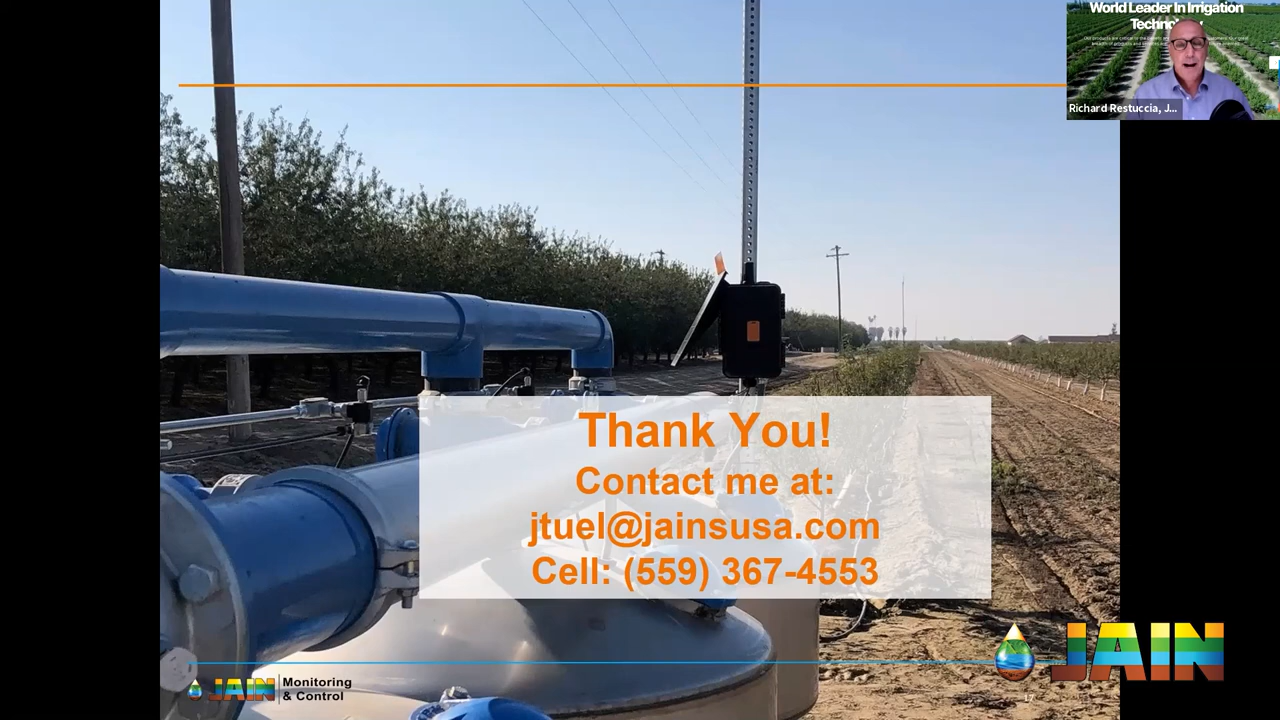 World Leader In Irrigation
Richard Restuccia, J...
Thank You!
Contact me at:
jtuel@jainsusa.com
Cell: (559) 367-4553
JAIN
JAIN
Monitoring
& Control
17